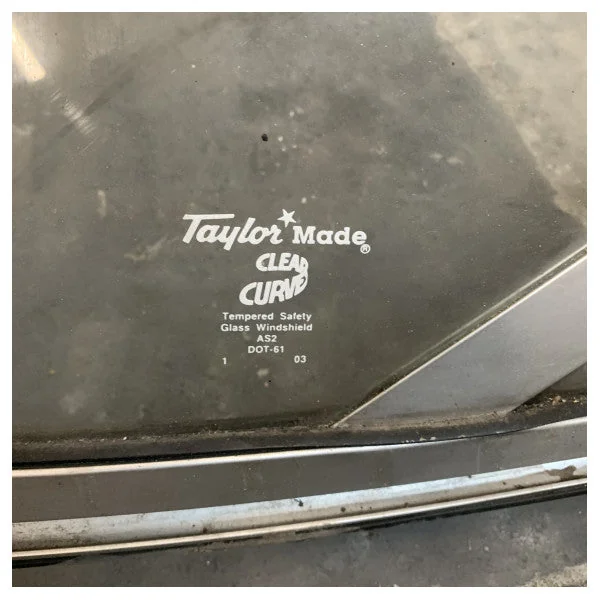 Taylor Made®
CLEAR
CURVE
Tempered Safety
Glass Windshield
AS2
DOT-61
1 03